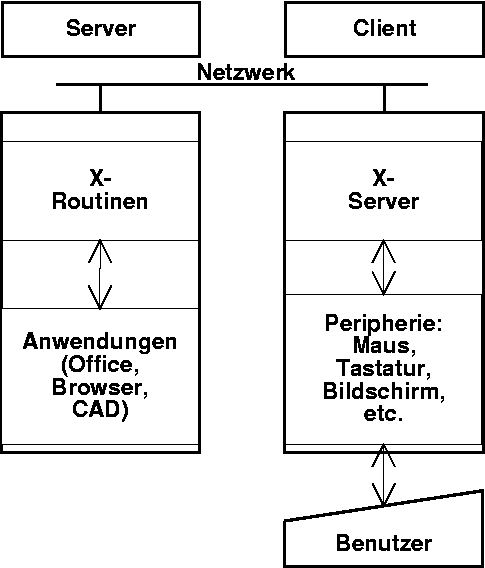 Server
Client
Netzwerk
X-
Routinen
X-
Server
Anwendungen
(Office,
Browser,
CAD)
Peripherie:
Maus,
Tastatur,
Bildschirm,
etc.
Benutzer